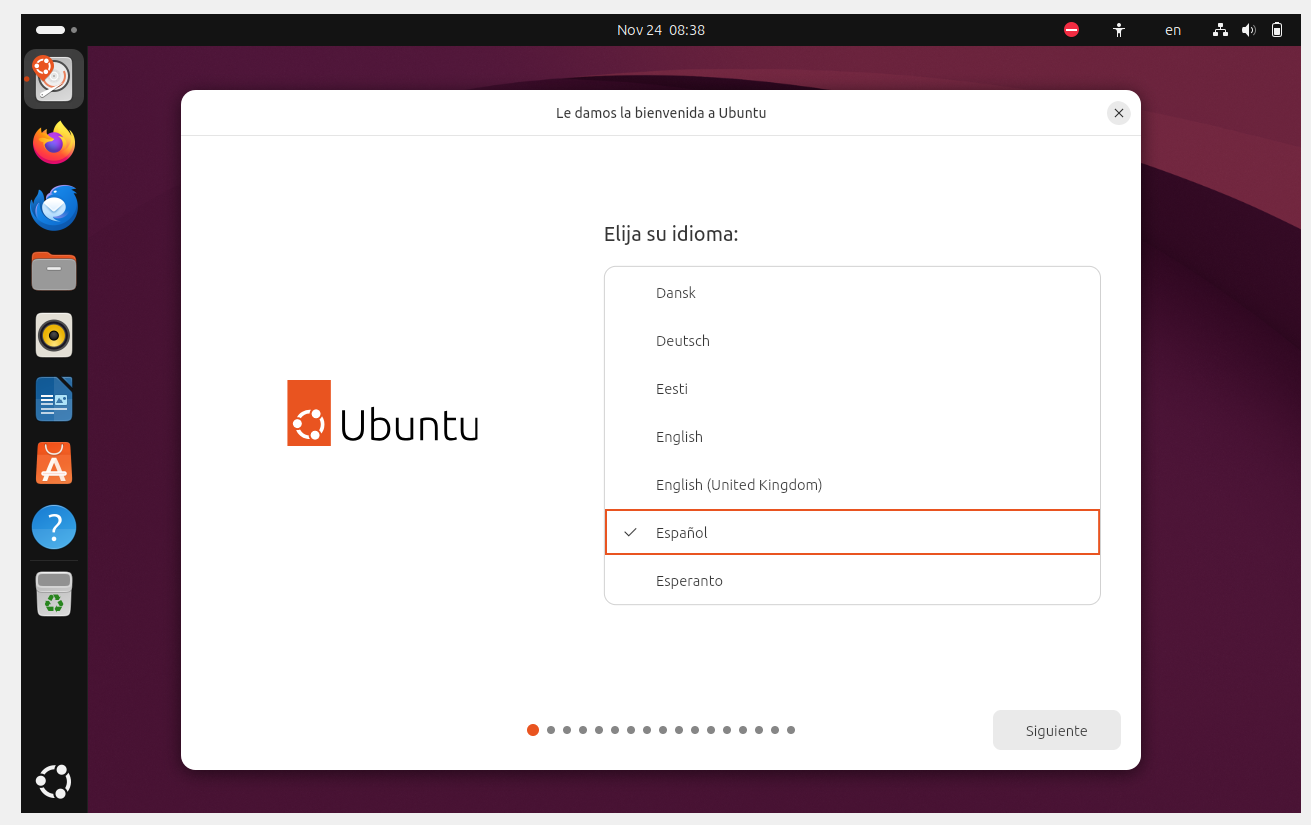 Nov 24 08:38
en
Le damos la bienvenida a Ubuntu
Elija su idioma:
Dansk
Deutsch
Eesti
English
English (United Kingdom)
Español
Esperanto
Ubuntu
Siguiente